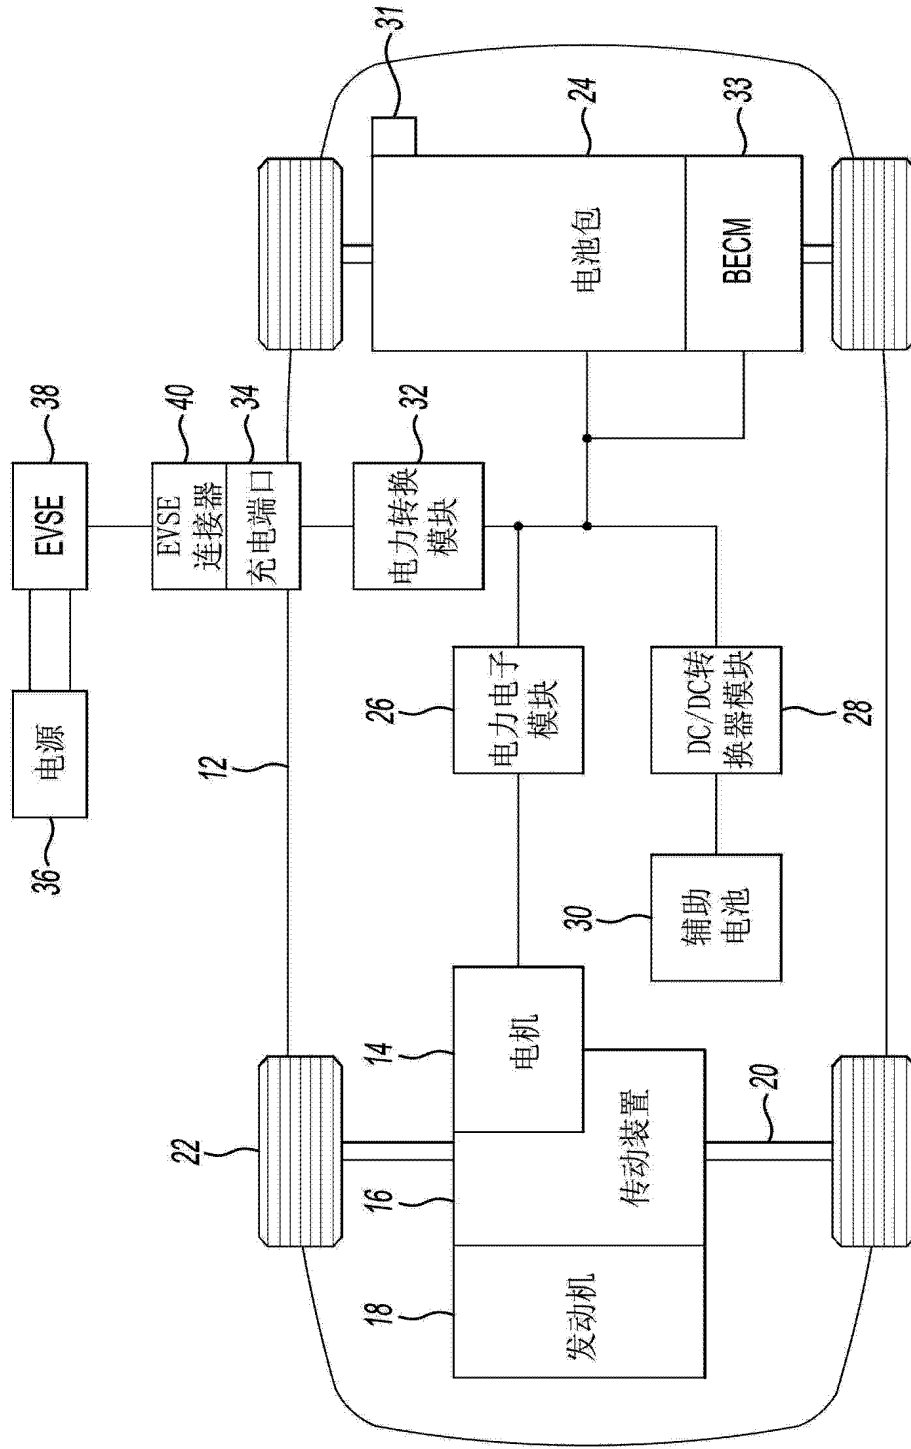 36
电源
EVSE
38
22
EVSE
连接器
40
12
充电端口
34
18
16
14
26
电力转换
模块
32
31
电力电子
模块
电机
发动机
电池包
24
30
传动装置
辅助
电池
DC/DC转
换器模块
BECM
33
20
28